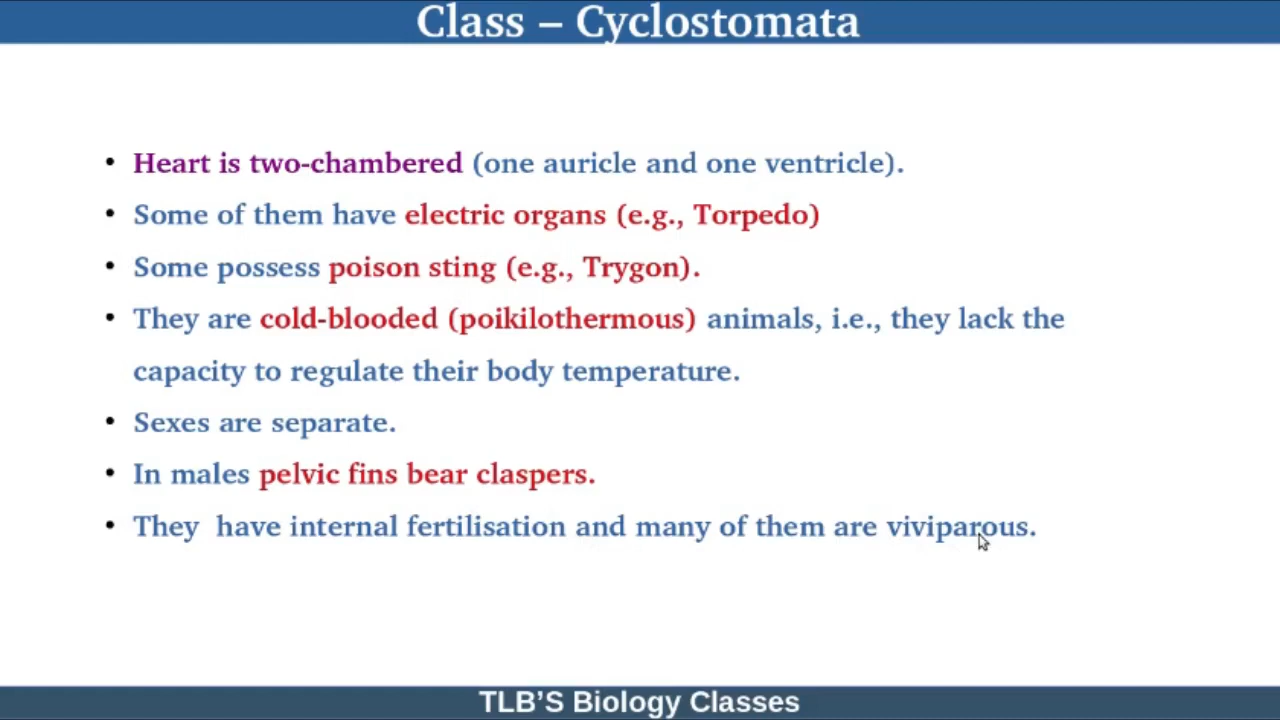 Class – Cyclostomata
• Heart is two-chambered (one auricle and one ventricle).
• Some of them have electric organs (e.g., Torpedo)
• Some possess poison sting (e.g., Trygon).
• They are cold-blooded (poikilothermous) animals, i.e., they lack the
capacity to regulate their body temperature.
• Sexes are separate.
• In males pelvic fins bear claspers.
• They  have internal fertilisation and many of them are viviparous.
TLB’S Biology Classes